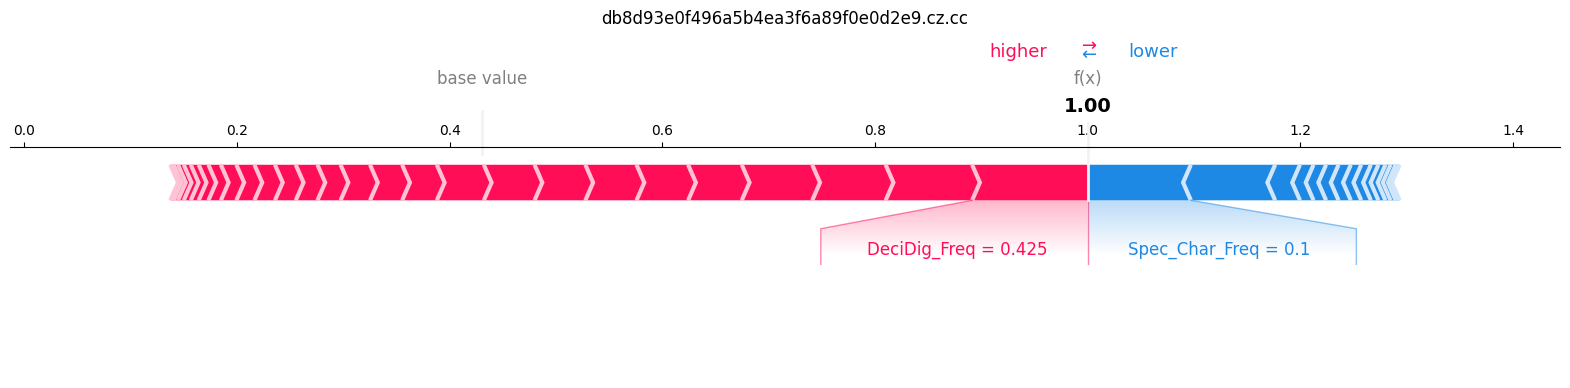 db8d93e0f496a5b4ea3f6a89f0e0d2e9.cz.cc
higher ⇄ lower
base value f(x)
1.00
0.0 0.2 0.4 0.6 0.8 1.0 1.2 1.4
DeciDig_Freq = 0.425 Spec_Char_Freq = 0.1